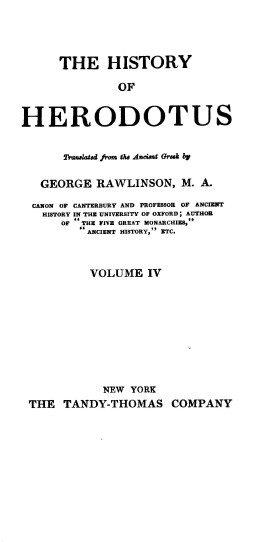 THE HISTORY
OF
HERODOTUS
Translated from the Ancient Greek by
GEORGE RAWLINSON, M. A.
CANON OF CANTERBURY AND PROFESSOR OF ANCIENT
HISTORY IN THE UNIVERSITY OF OXFORD; AUTHOR
OF "THE FIVE GREAT MONARCHIES,"
"ANCIENT HISTORY," ETC.
VOLUME IV
NEW YORK
THE TANDY-THOMAS COMPANY